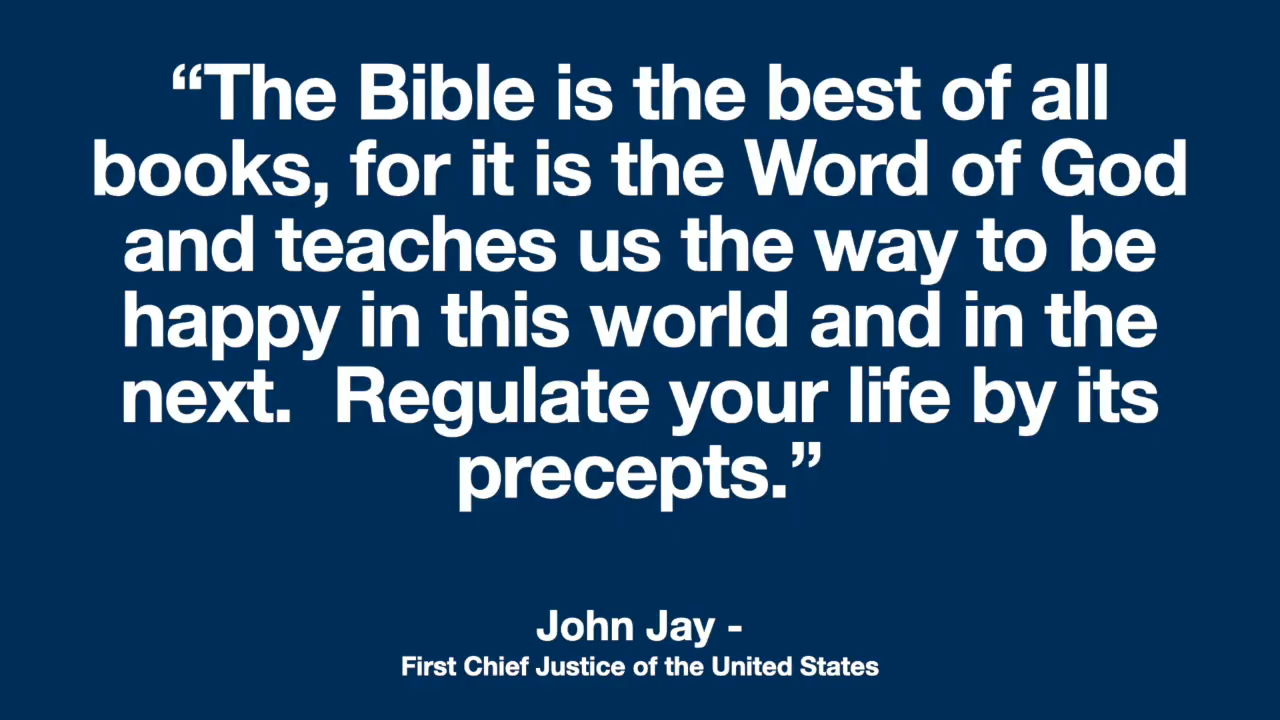 “The Bible is the best of all
books, for it is the Word of God
and teaches us the way to be
happy in this world and in the
next.  Regulate your life by its
precepts.”
John Jay -
First Chief Justice of the United States